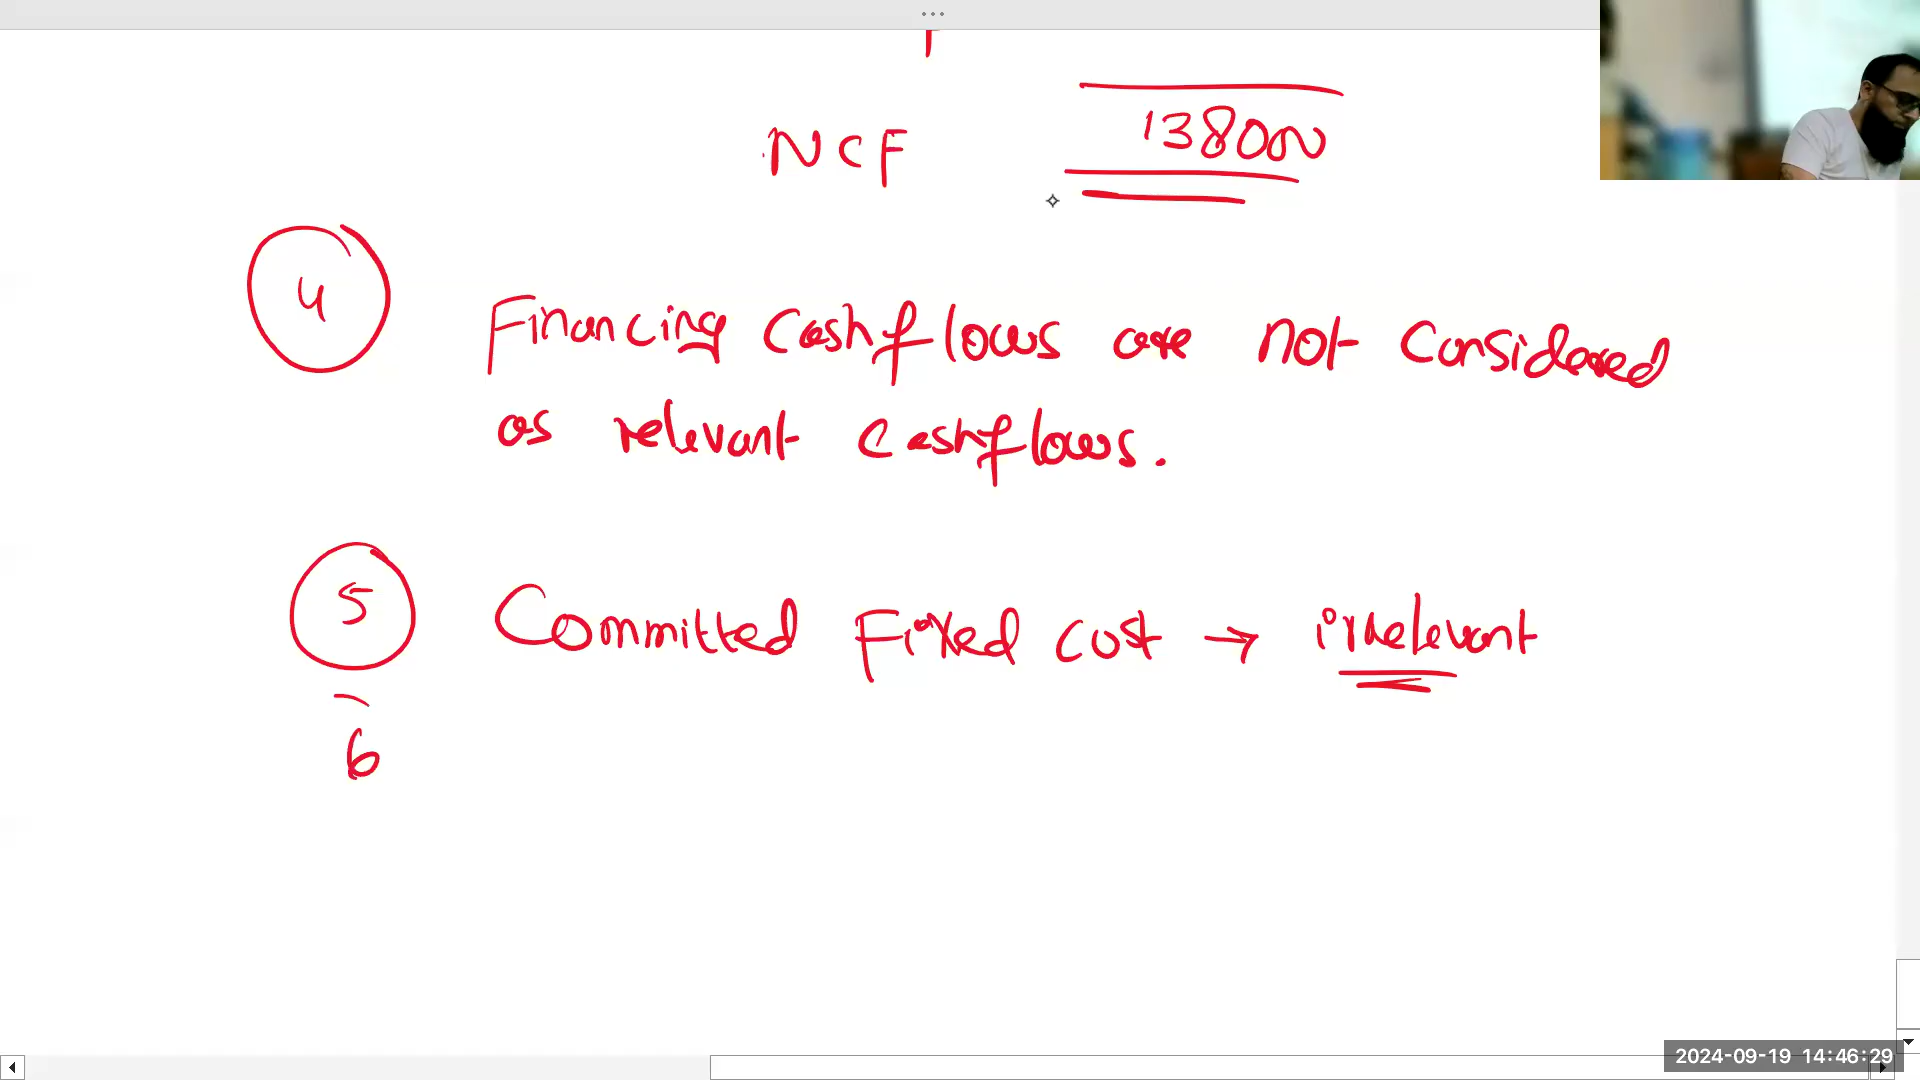 NCF 138000
4 Financing Cashflows are not Considered
as relevant Cashflows.
5 Committed Fixed Cost → irrelevant
6
2024-09-19 14:46:29